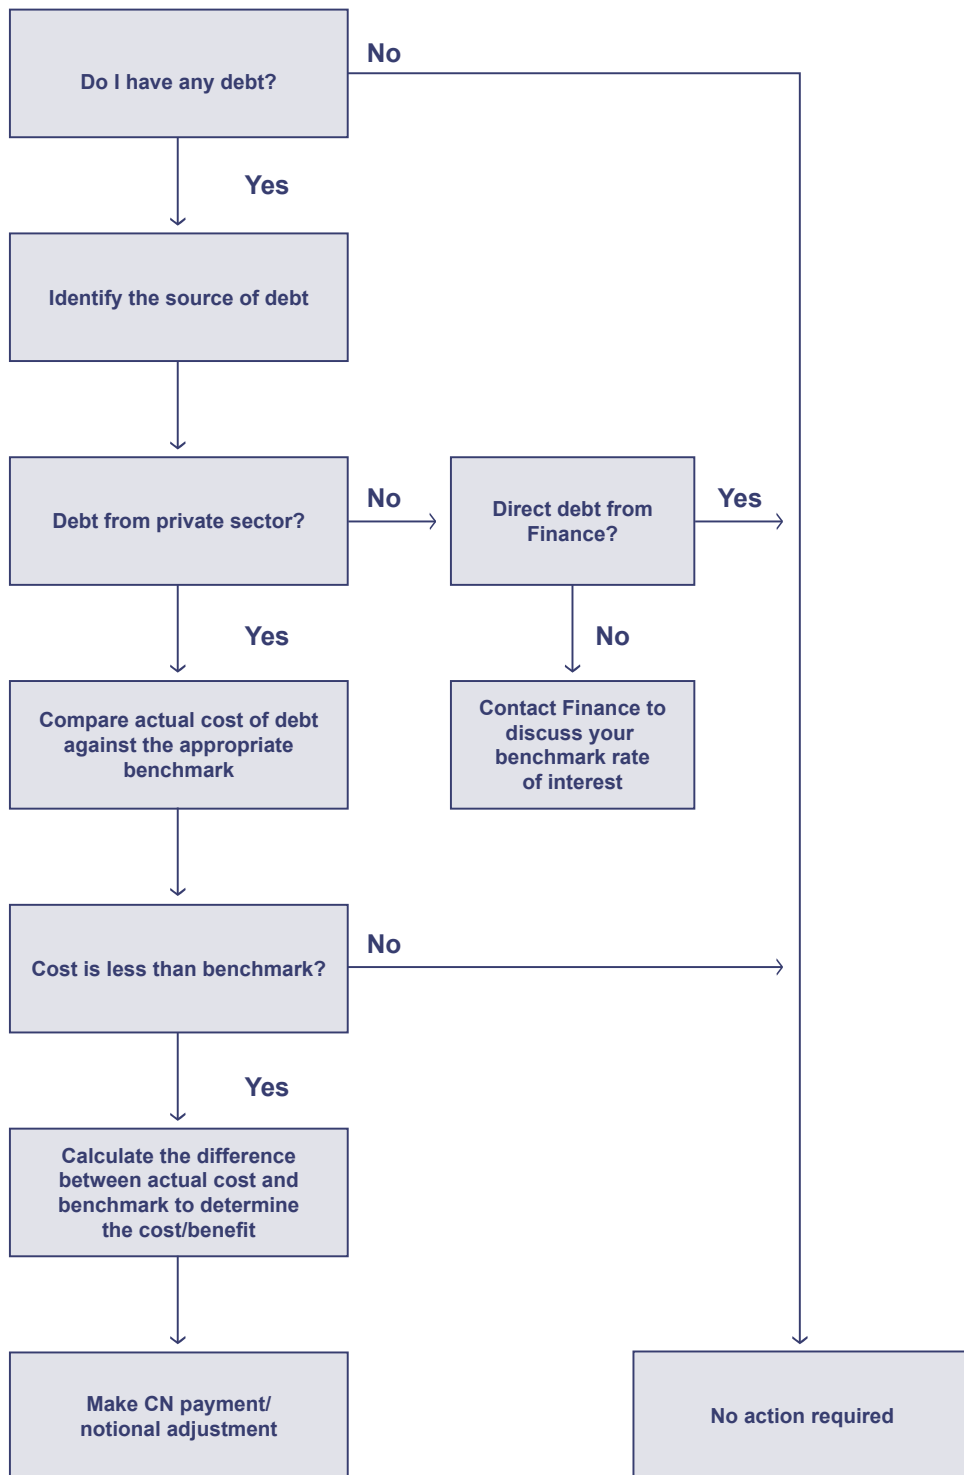 Do I have any debt?
No
Yes
Identify the source of debt
Debt from private sector?
No
Direct debt from
Finance?
Yes
Yes
No
Compare actual cost of debt
against the appropriate
benchmark
Contact Finance to
discuss your
benchmark rate
of interest
Cost is less than benchmark?
No
Yes
Calculate the difference
between actual cost and
benchmark to determine
the cost/benefit
Make CN payment/
notional adjustment
No action required